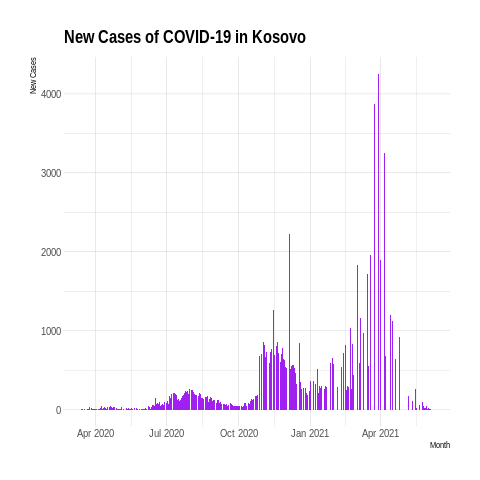 New Cases of COVID-19 in Kosovo
New Cases
4000
3000
2000
1000
0
Apr 2020 Jul 2020 Oct 2020 Jan 2021 Apr 2021
Month